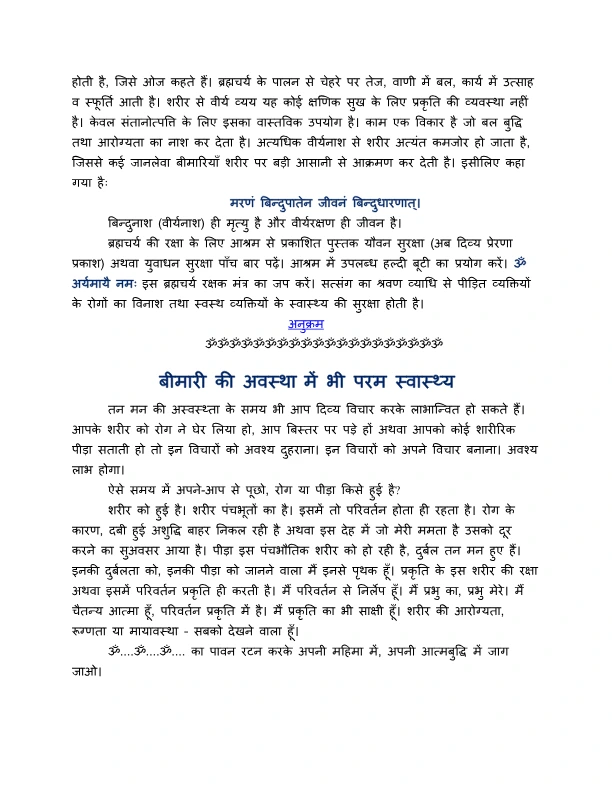 होती है, जिसे ओज कहते हैं। ब्रह्मचर्य के पालन से चेहरे पर तेज, वाणी में बल, कार्य में उत्साह
व स्फूर्ति आती है। शरीर से वीर्य व्यय यह कोई क्षणिक सुख के लिए प्रकृति की व्यवस्था नहीं
है। केवल संतानोत्पत्ति के लिए इसका वास्तविक उपयोग है। काम एक विकार है जो बल बुद्धि
तथा आरोग्यता का नाश कर देता है। अत्यधिक वीर्यनाश से शरीर अत्यंत कमजोर हो जाता है,
जिससे कई जानलेवा बीमारियाँ शरीर पर बड़ी आसानी से आक्रमण कर देती है। इसीलिए कहा
गया हैः
मरणं बिन्दुपातेन जीवनं बिन्दुधारणात्।
बिन्दुनाश (वीर्यनाश) ही मृत्यु है और वीर्यरक्षण ही जीवन है।
ब्रह्मचर्य की रक्षा के लिए आश्रम से प्रकाशित पुस्तक यौवन सुरक्षा (अब दिव्य प्रेरणा
प्रकाश) अथवा युवाधन सुरक्षा पाँच बार पढ़ें। आश्रम में उपलब्ध हल्दी बूटी का प्रयोग करें। ॐ
अर्यमायै नमः इस ब्रह्मचर्य रक्षक मंत्र का जप करें। सत्संग का श्रवण व्याधि से पीड़ित व्यक्तियों
के रोगों का विनाश तथा स्वस्थ व्यक्तियों के स्वास्थ्य की सुरक्षा होती है।
अनुक्रम
ॐॐॐॐॐॐॐॐॐॐॐॐॐॐॐॐॐॐॐॐ
बीमारी की अवस्था में भी परम स्वास्थ्य
तन मन की अस्वस्थ्ता के समय भी आप दिव्य विचार करके लाभान्वित हो सकते हैं।
आपके शरीर को रोग ने घेर लिया हो, आप बिस्तर पर पड़े हों अथवा आपको कोई शारीरिक
पीड़ा सताती हो तो इन विचारों को अवश्य दुहराना। इन विचारों को अपने विचार बनाना। अवश्य
लाभ होगा।
ऐसे समय में अपने-आप से पूछो, रोग या पीड़ा किसे हुई है?
शरीर को हुई है। शरीर पंचभूतों का है। इसमें तो परिवर्तन होता ही रहता है। रोग के
कारण, दबी हुई अशुद्धि बाहर निकल रही है अथवा इस देह में जो मेरी ममता है उसको दूर
करने का सुअवसर आया है। पीड़ा इस पंचभौतिक शरीर को हो रही है, दुर्बल तन मन हुए हैं।
इनकी दुर्बलता को, इनकी पीड़ा को जानने वाला मैं इनसे पृथक हूँ। प्रकृति के इस शरीर की रक्षा
अथवा इसमें परिवर्तन प्रकृति ही करती है। मैं परिवर्तन से निर्लेप हूँ। मैं प्रभु का, प्रभु मेरे। मैं
चैतन्य आत्मा हूँ, परिवर्तन प्रकृति में है। मैं प्रकृति का भी साक्षी हूँ। शरीर की आरोग्यता,
रूग्णता या मायावस्था - सबको देखने वाला हूँ।
ॐ....ॐ....ॐ.... का पावन रटन करके अपनी महिमा में, अपनी आत्मबुद्धि में जाग
जाओ।